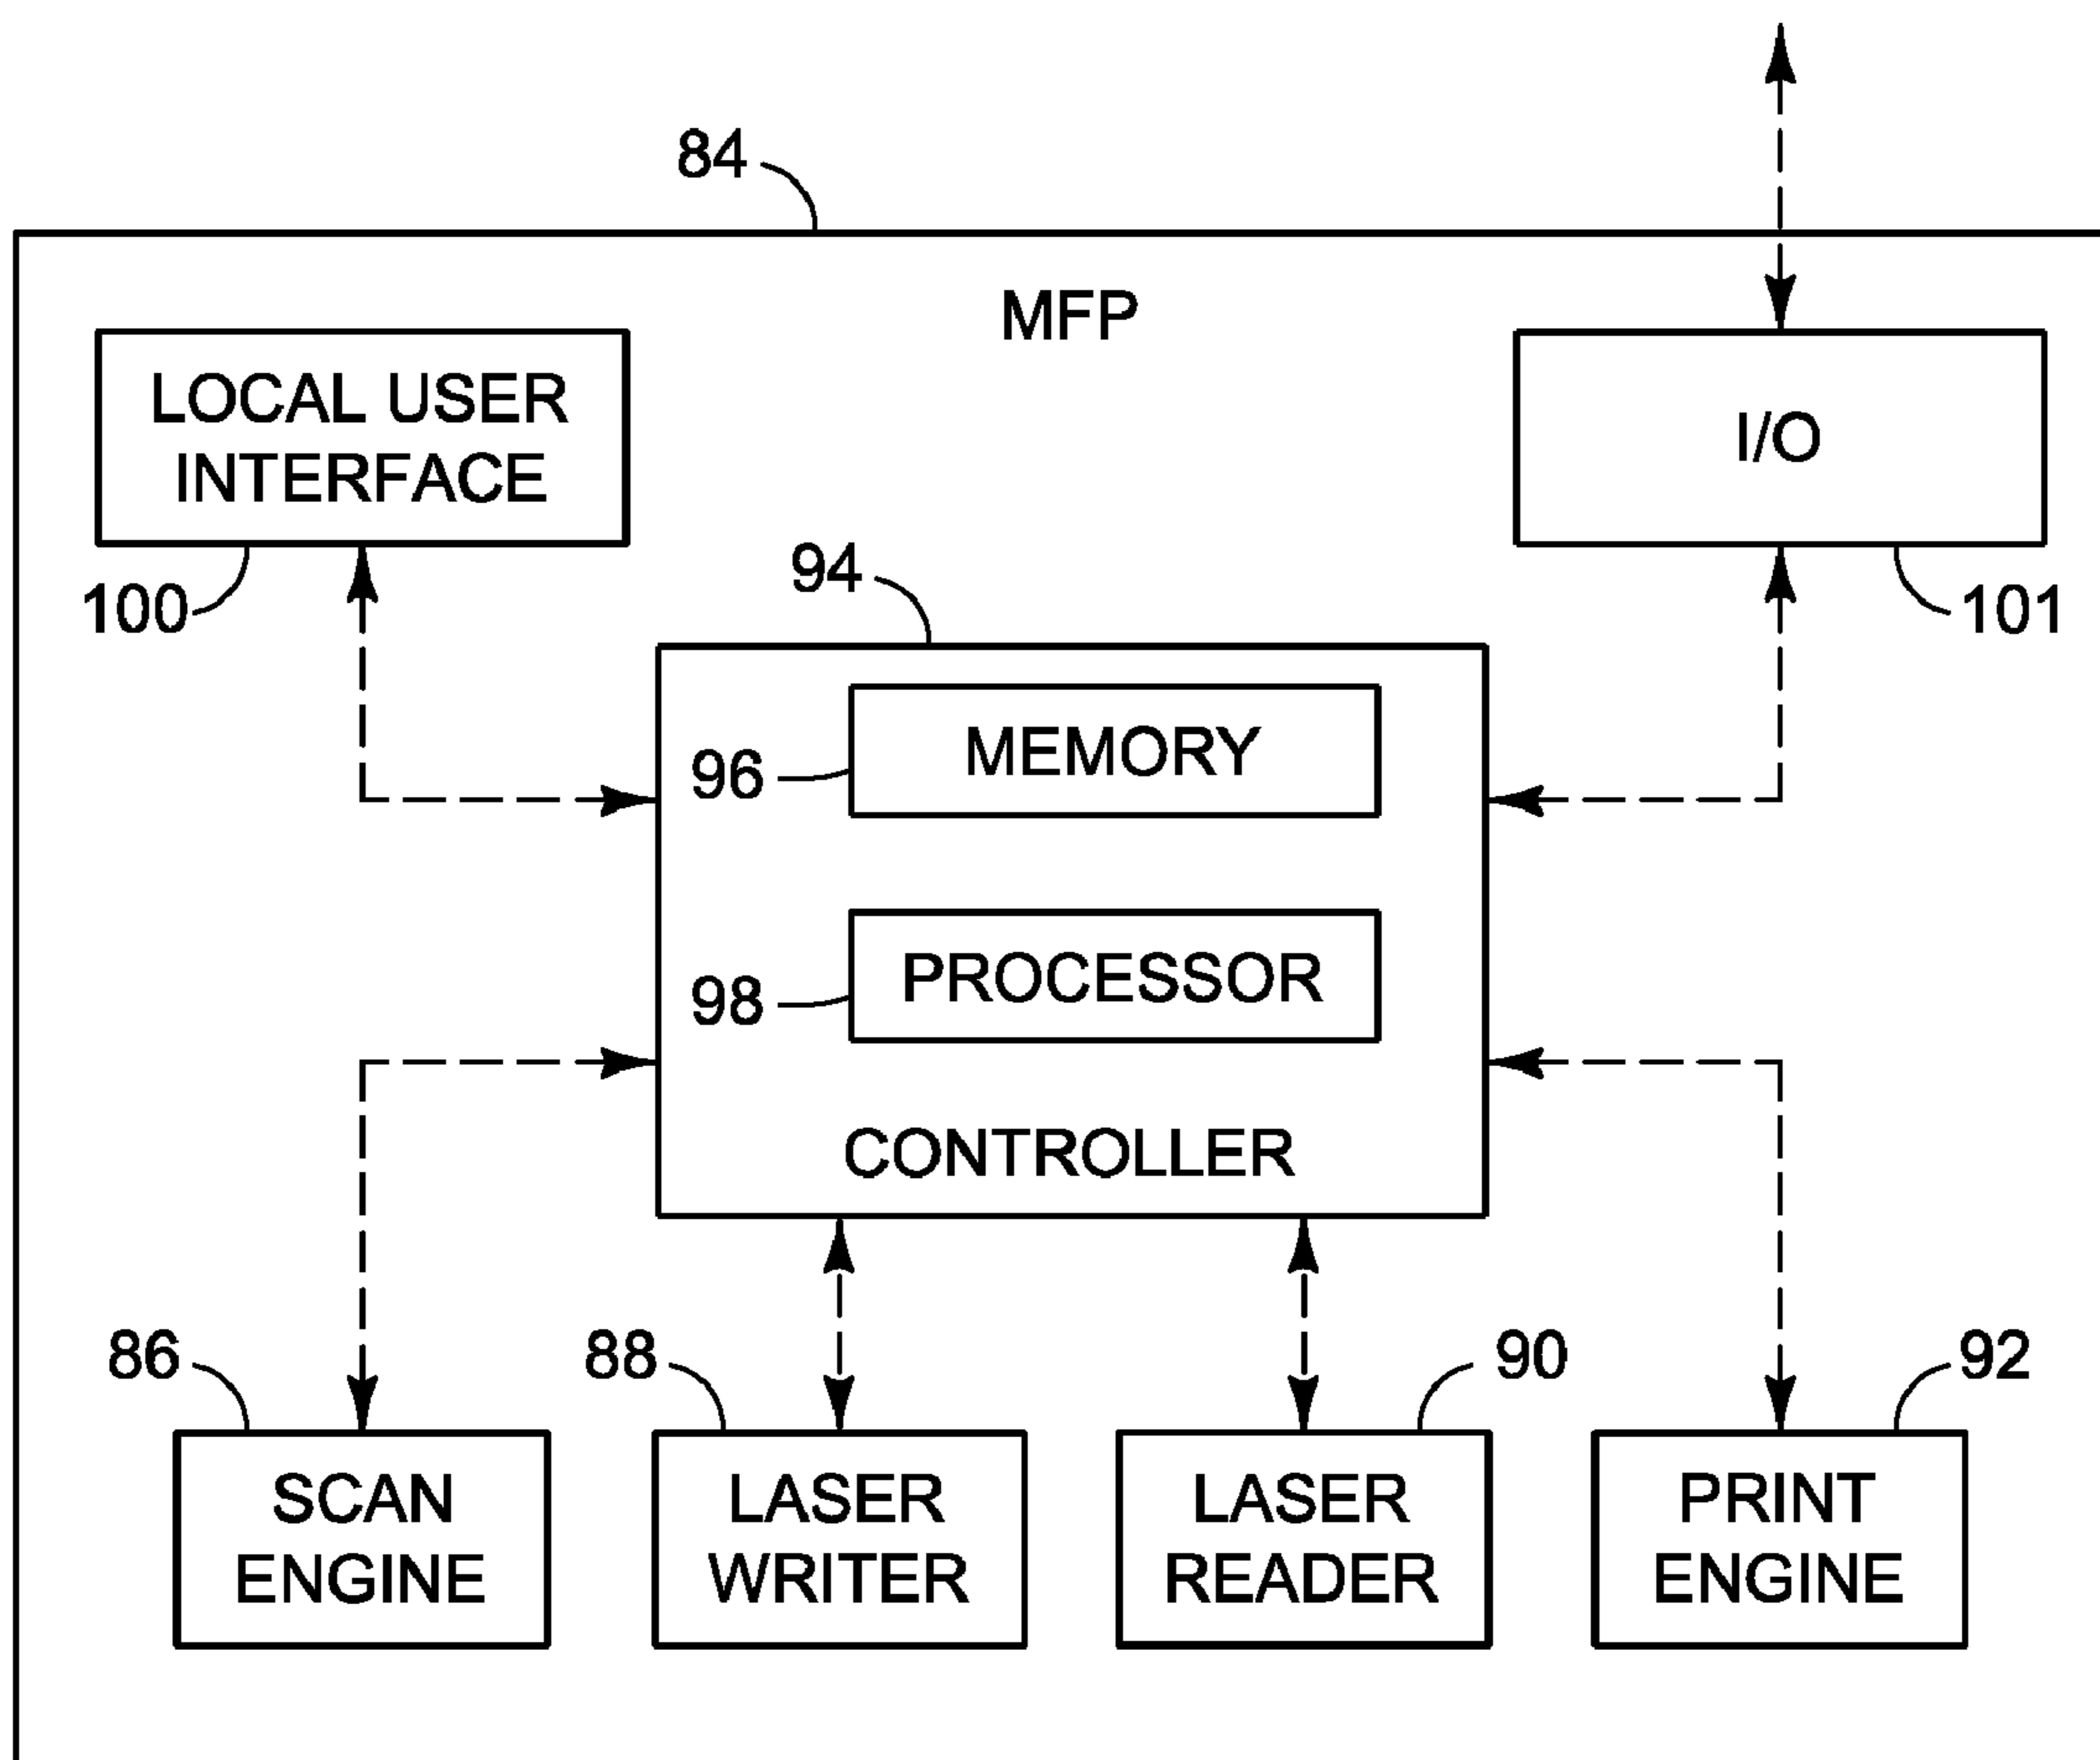 84
MFP
LOCAL USER
INTERFACE
I/O
100
94
101
96
MEMORY
98
PROCESSOR
CONTROLLER
86
88
90
92
SCAN
ENGINE
LASER
WRITER
LASER
READER
PRINT
ENGINE